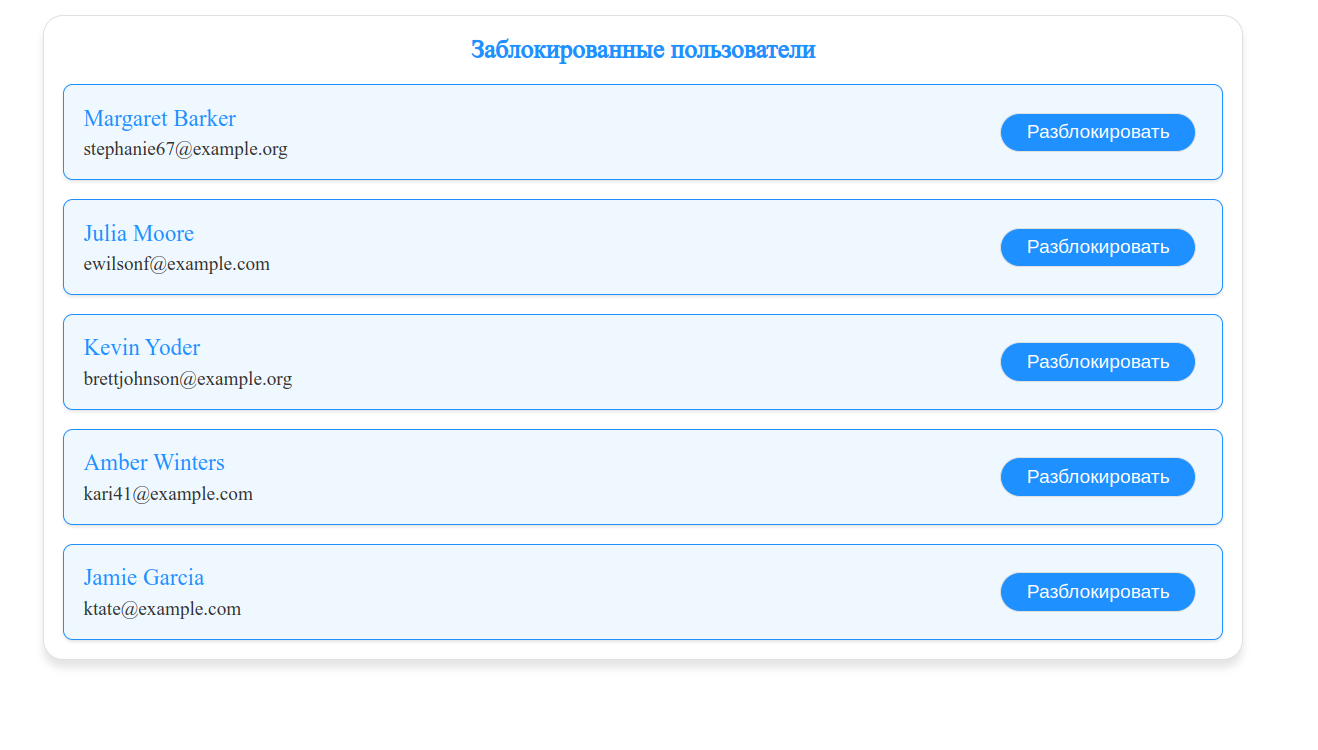 Заблокированные пользователи
Margaret Barker
Разблокировать
stephanie67@example.org
Julia Moore
Разблокировать
ewilsonf@example.com
Kevin Yoder
Разблокировать
brettjohnson@example.org
Amber Winters
Разблокировать
kari41@example.com
Jamie Garcia
Разблокировать
ktate@example.com